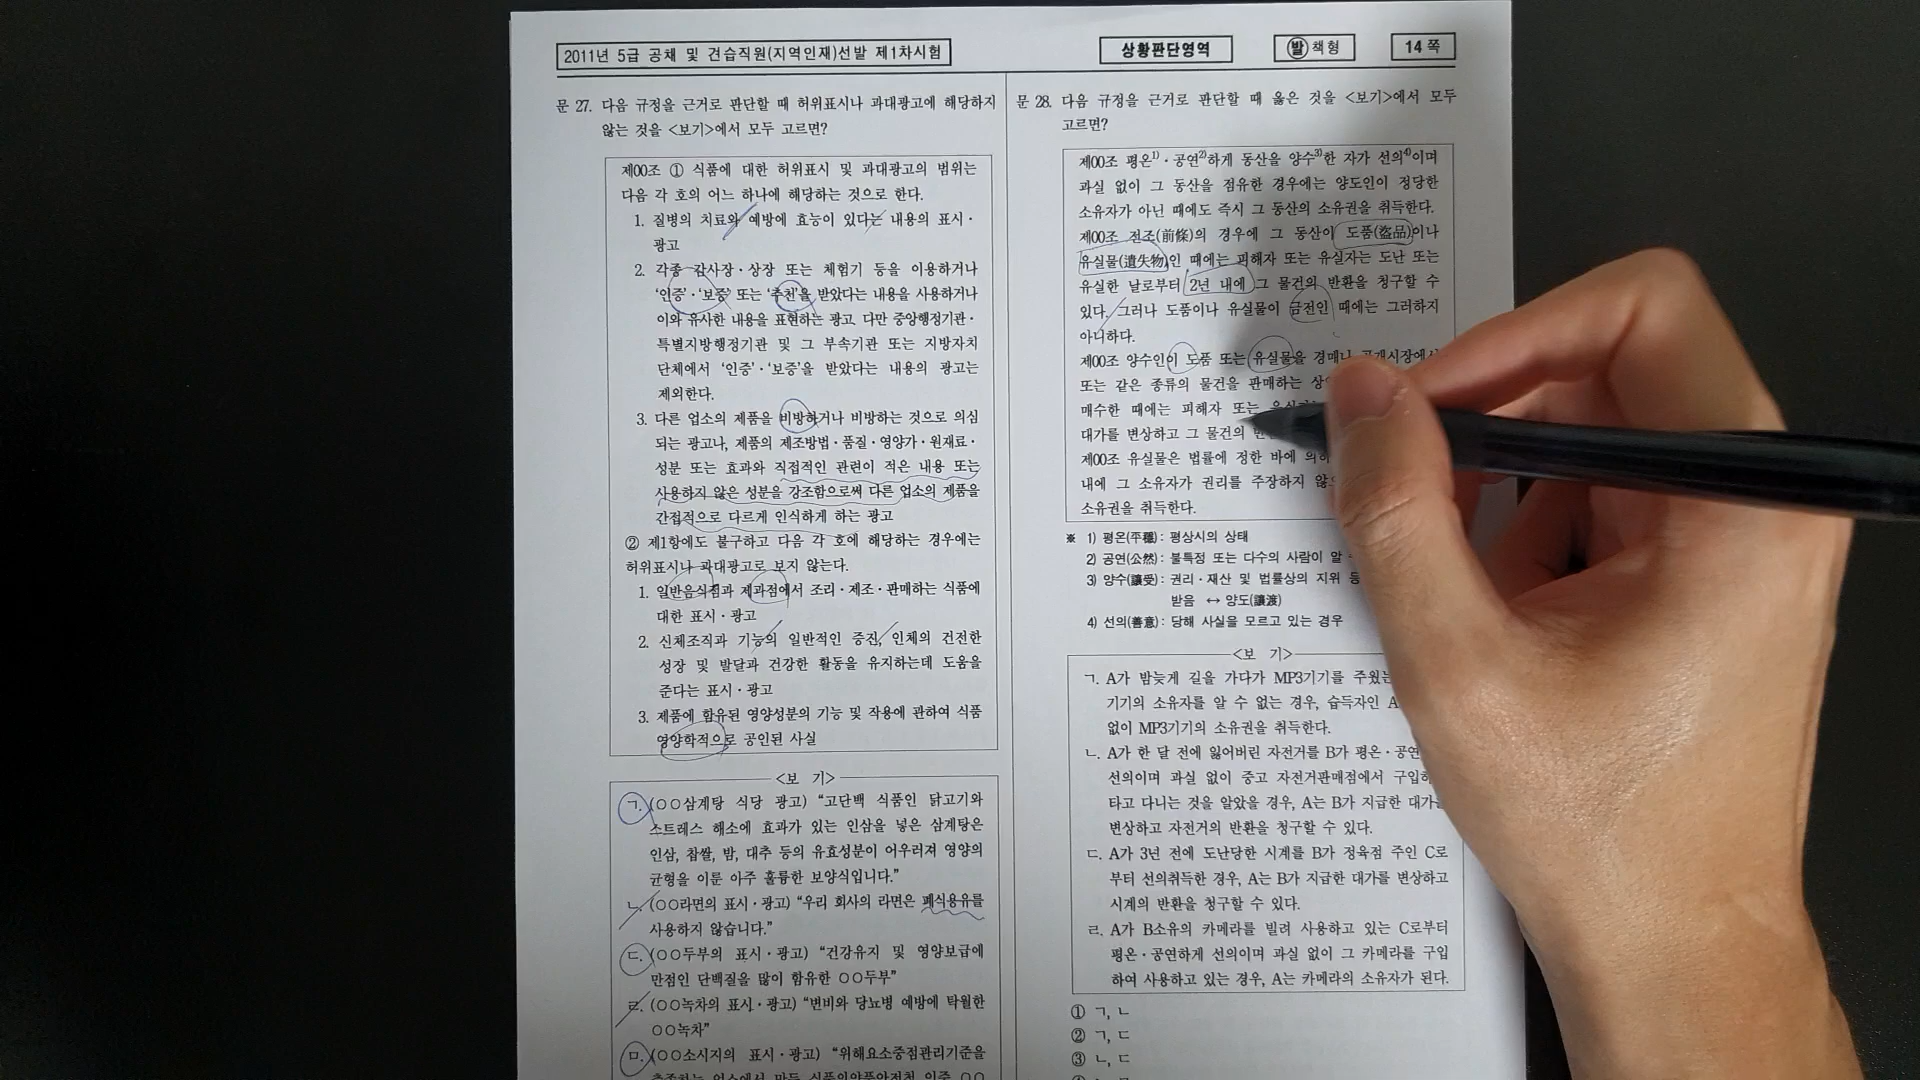 2011년 5급 공채 및 견습직원(지역인재)선발 제1차시험
상황판단영역
발 책형
14 쪽
문 27. 다음 규정을 근거로 판단할 때 허위표시나 과대광고에 해당하지
않는 것을 <보기>에서 모두 고르면?
제00조 ① 식품에 대한 허위표시 및 과대광고의 범위는
다음 각 호의 어느 하나에 해당하는 것으로 한다.
1. 질병의 치료와 예방에 효능이 있다는 내용의 표시·
광고
2. 각종 감사장·상장 또는 체험기 등을 이용하거나
‘인증’·‘보증’ 또는 ‘추천’을 받았다는 내용을 사용하거나
이와 유사한 내용을 표현하는 광고. 다만 중앙행정기관·
특별지방행정기관 및 그 부속기관 또는 지방자치
단체에서 ‘인증’·‘보증’을 받았다는 내용의 광고는
제외한다.
3. 다른 업소의 제품을 비방하거나 비방하는 것으로 의심
되는 광고나, 제품의 제조방법·품질·영양가·원재료·
성분 또는 효과와 직접적인 관련이 적은 내용 또는
사용하지 않은 성분을 강조함으로써 다른 업소의 제품을
간접적으로 다르게 인식하게 하는 광고
② 제1항에도 불구하고 다음 각 호에 해당하는 경우에는
허위표시나 과대광고로 보지 않는다.
1. 일반음식점과 제과점에서 조리·제조·판매하는 식품에
대한 표시·광고
2. 신체조직과 기능의 일반적인 증진, 인체의 건전한
성장 및 발달과 건강한 활동을 유지하는데 도움을
준다는 표시·광고
3. 제품에 함유된 영양성분의 기능 및 작용에 관하여 식품
영양학적으로 공인된 사실
<보 기>
ㄱ. (○○삼계탕 식당 광고) “고단백 식품인 닭고기와
스트레스 해소에 효과가 있는 인삼을 넣은 삼계탕은
인삼, 찹쌀, 밤, 대추 등의 유효성분이 어우러져 영양의
균형을 이룬 아주 훌륭한 보양식입니다.”
ㄴ. (○○라면의 표시·광고) “우리 회사의 라면은 폐식용유를
사용하지 않습니다.”
ㄷ. (○○두부의 표시·광고) “건강유지 및 영양보급에
만점인 단백질을 많이 함유한 ○○두부”
ㄹ. (○○녹차의 표시·광고) “변비와 당뇨병 예방에 탁월한
○○녹차”
ㅁ. (○○소시지의 표시·광고) “위해요소중점관리기준을
문 28. 다음 규정을 근거로 판단할 때 옳은 것을 <보기>에서 모두
고르면?
제00조 평온1)·공연2)하게 동산을 양수3)한 자가 선의4)이며
과실 없이 그 동산을 점유한 경우에는 양도인이 정당한
소유자가 아닌 때에도 즉시 그 동산의 소유권을 취득한다.
제00조 전조(前條)의 경우에 그 동산이 도품(盜品)이나
유실물(遺失物)인 때에는 피해자 또는 유실자는 도난 또는
유실한 날로부터 2년 내에 그 물건의 반환을 청구할 수
있다. 그러나 도품이나 유실물이 금전인 때에는 그러하지
아니하다.
제00조 양수인이 도품 또는 유실물을 경매나
또는 같은 종류의 물건을 판매하는
매수한 때에는 피해자 또는
대가를 변상하고 그 물건의
제00조 유실물은 법률에 정한 바에
내에 그 소유자가 권리를 주장하지
소유권을 취득한다.
※ 1) 평온(平穩): 평상시의 상태
2) 공연(公然): 불특정 또는 다수의 사람이 알
3) 양수(讓受): 권리·재산 및 법률상의 지위
받음 ↔ 양도(讓渡)
4) 선의(善意): 당해 사실을 모르고 있는 경우
<보 기>
ㄱ. A가 밤늦게 길을 가다가 MP3기기를
기기의 소유자를 알 수 없는 경우, 습득자인
없이 MP3기기의 소유권을 취득한다.
ㄴ. A가 한 달 전에 잃어버린 자전거를 B가 평온·공연
선의이며 과실 없이 중고 자전거판매점에서
타고 다니는 것을 알았을 경우, A는 B가 지급한
변상하고 자전거의 반환을 청구할 수 있다.
ㄷ. A가 3년 전에 도난당한 시계를 B가 정육점 주인 C로
부터 선의취득한 경우, A는 B가 지급한 대가를 변상하고
시계의 반환을 청구할 수 있다.
ㄹ. A가 B소유의 카메라를 빌려 사용하고 있는 C로부터
평온·공연하게 선의이며 과실 없이 그 카메라를 구입
하여 사용하고 있는 경우, A는 카메라의 소유자가 된다.
① ㄱ, ㄴ
② ㄱ, ㄷ
③ ㄴ, ㄷ